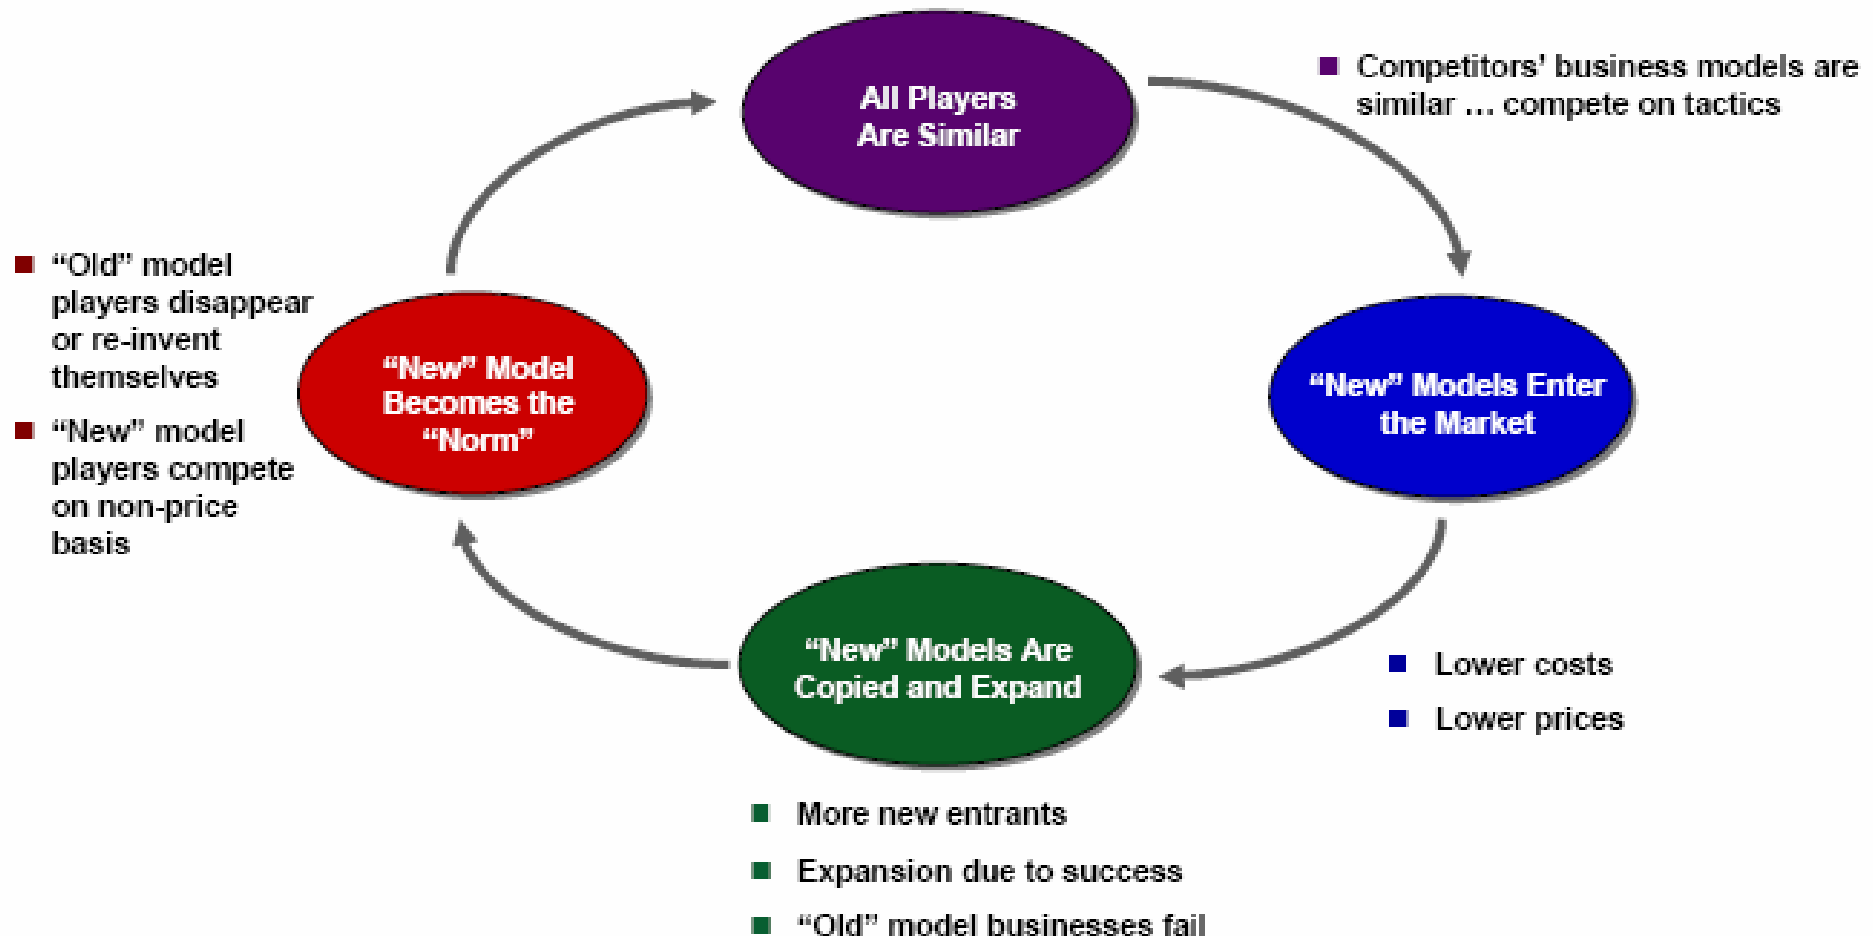 All Players
Are Similar
Competitors’ business models are
similar ... compete on tactics
“New” Models Enter
the Market
Lower costs
Lower prices
“New” Models Are
Copied and Expand
More new entrants
Expansion due to success
“Old” model businesses fail
“New” Model
Becomes the
“Norm”
“Old” model
players disappear
or re-invent
themselves
“New” model
players compete
on non-price
basis